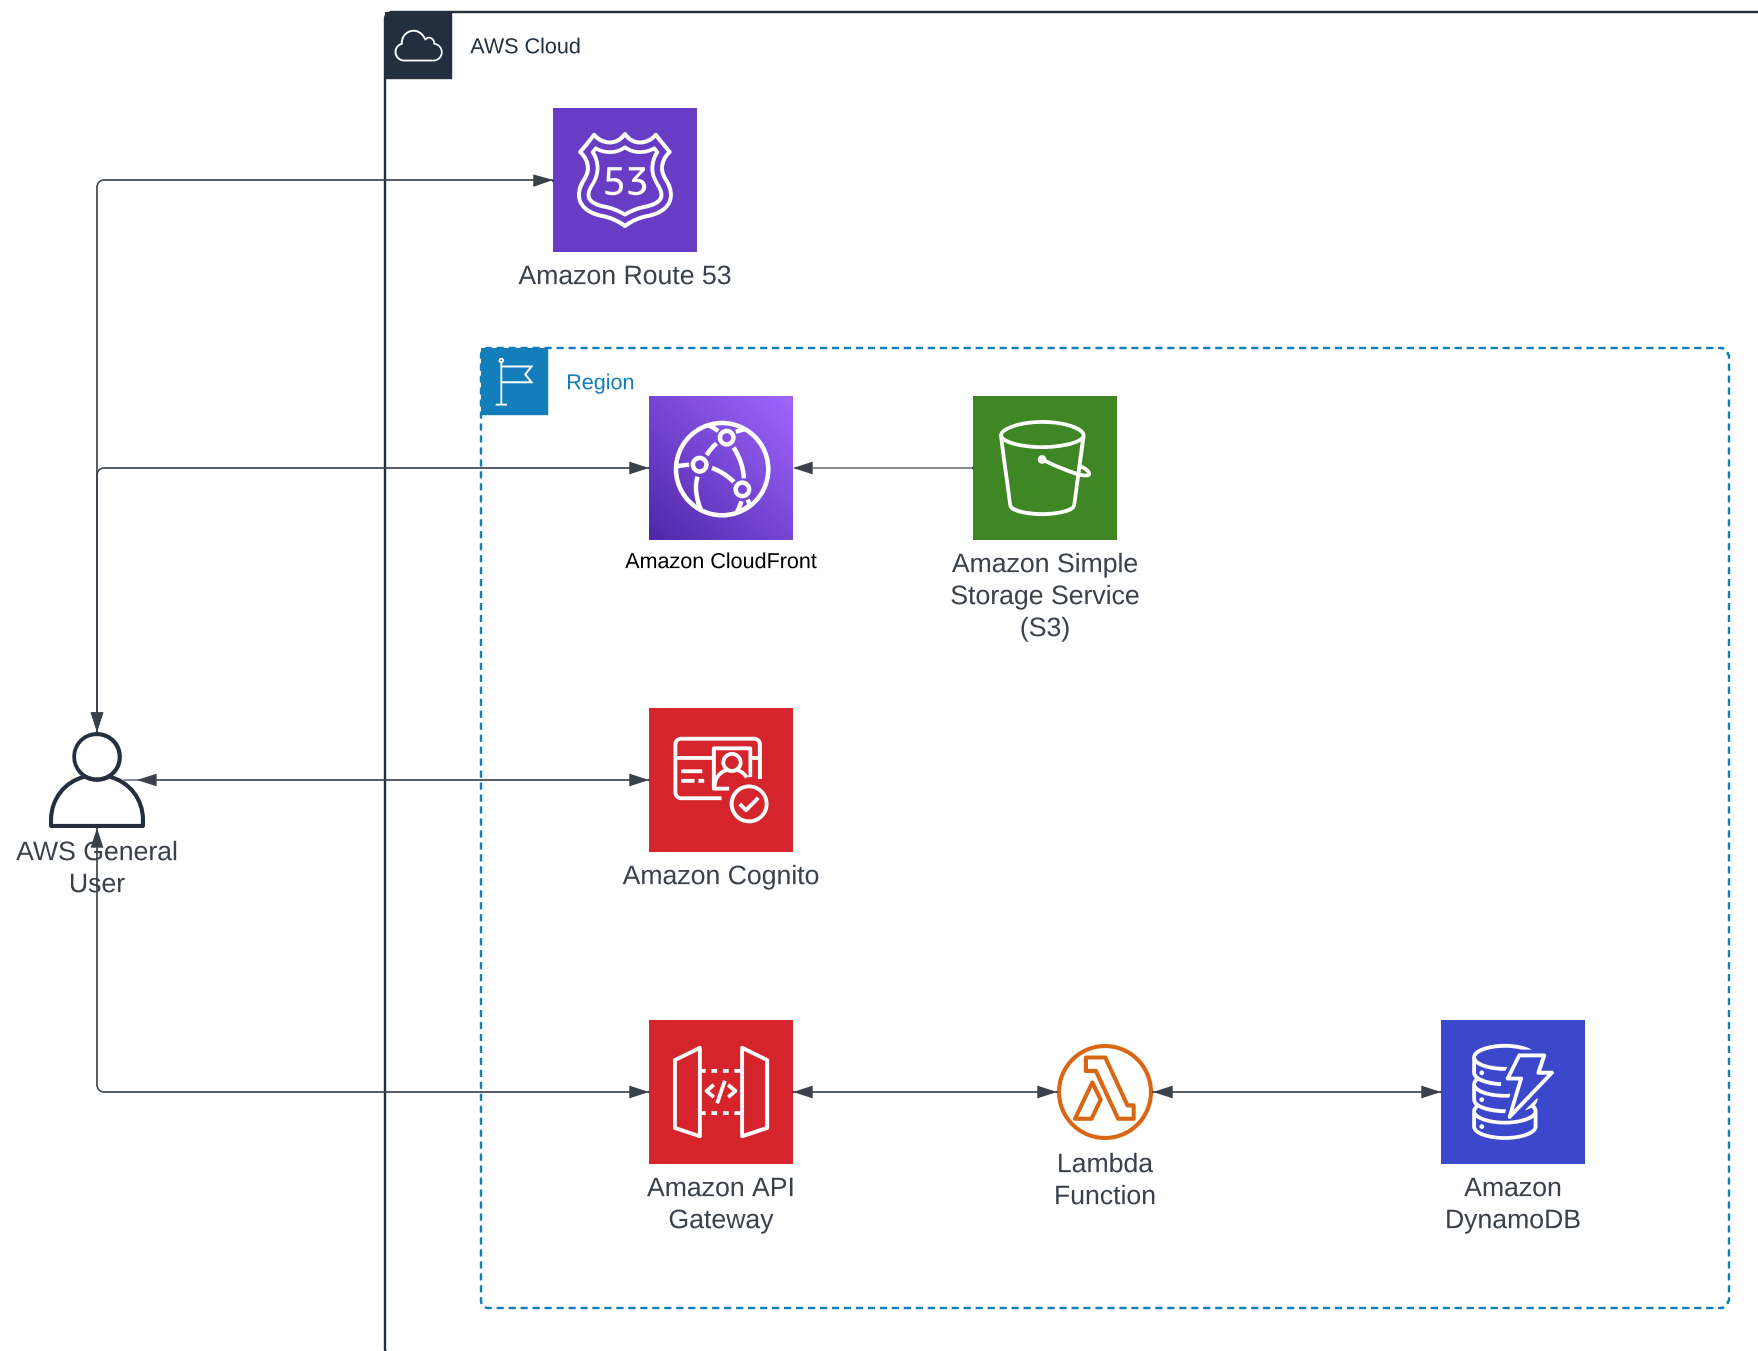 AWS Cloud
53
Amazon Route 53
Region
Amazon CloudFront
Amazon Simple
Storage Service
(S3)
AWS General
User
Amazon Cognito
</>
Amazon API
Gateway
Lambda
Function
Amazon
DynamoDB